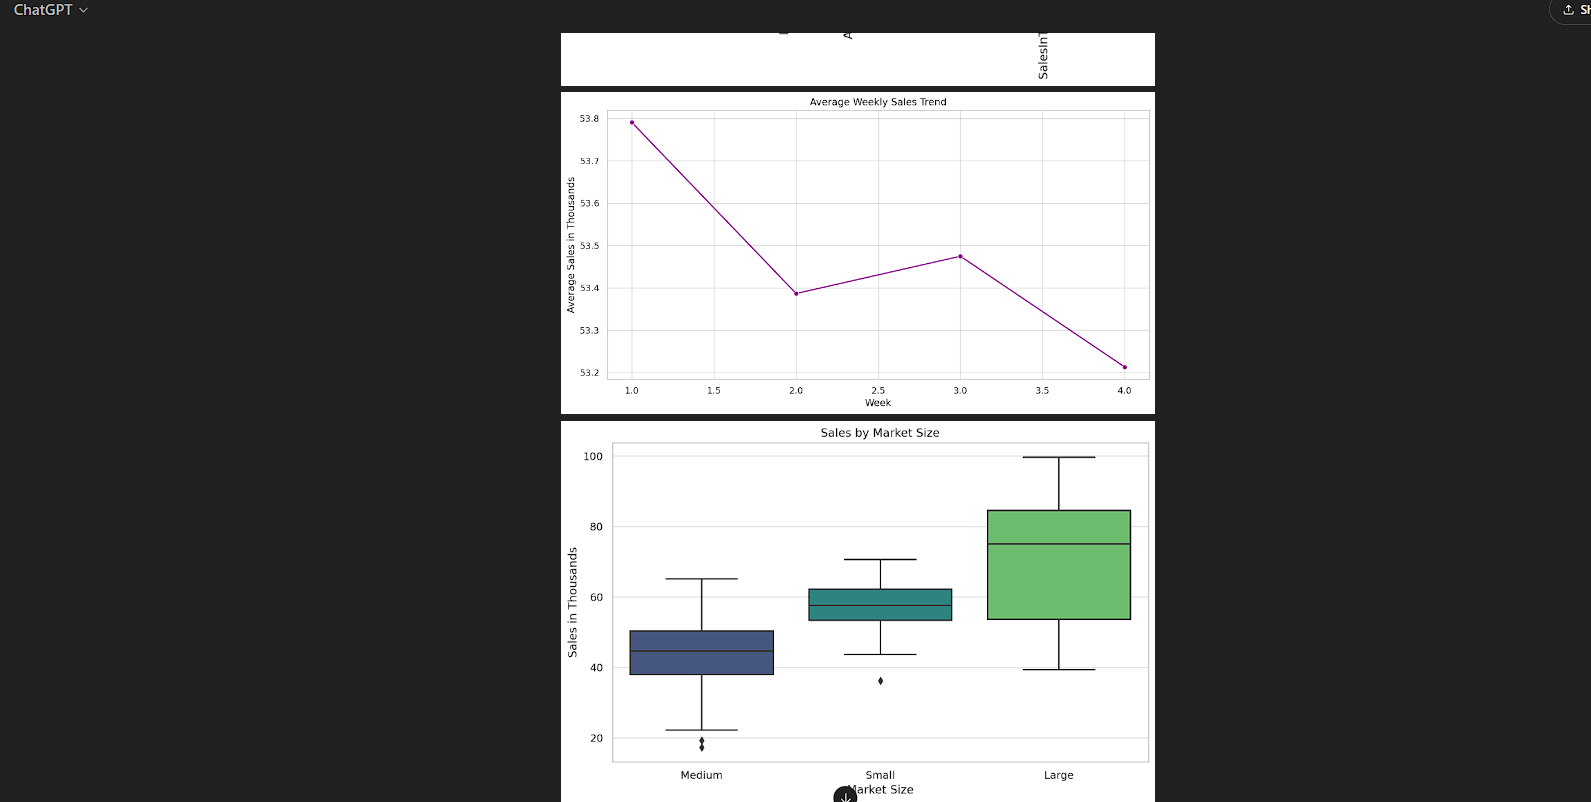 ChatGPT
Average Weekly Sales Trend
53.8
53.7
53.6
53.5
53.4
53.3
53.2
Average Sales in Thousands
1.0 1.5 2.0 2.5 3.0 3.5 4.0
Week
Sales by Market Size
100
80
60
40
20
Sales in Thousands
Medium Small Large
Market Size